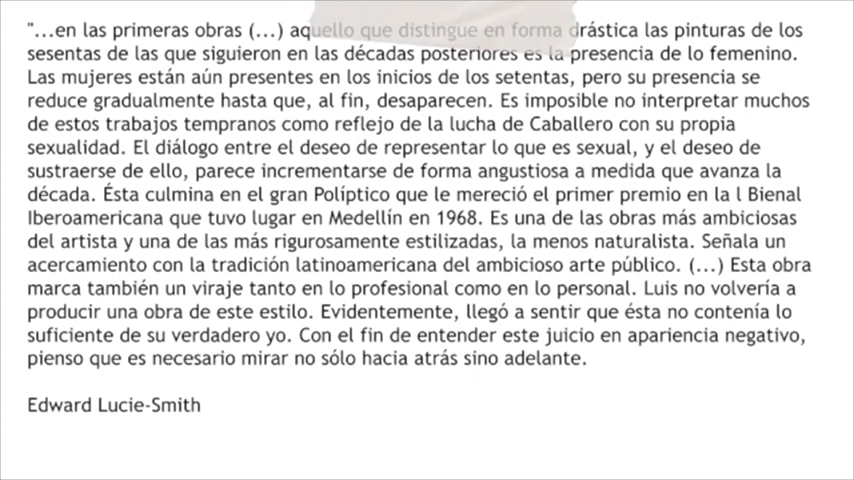 "...en las primeras obras (...) aquello que distingue en forma drástica las pinturas de los
sesentas de las que siguieron en las décadas posteriores es la presencia de lo femenino.
Las mujeres están aún presentes en los inicios de los setentas, pero su presencia se
reduce gradualmente hasta que, al fin, desaparecen. Es imposible no interpretar muchos
de estos trabajos tempranos como reflejo de la lucha de Caballero con su propia
sexualidad. El diálogo entre el deseo de representar lo que es sexual, y el deseo de
sustraerse de ello, parece incrementarse de forma angustiosa a medida que avanza la
década. Ésta culmina en el gran Políptico que le mereció el primer premio en la l Bienal
Iberoamericana que tuvo lugar en Medellín en 1968. Es una de las obras más ambiciosas
del artista y una de las más rigurosamente estilizadas, la menos naturalista. Señala un
acercamiento con la tradición latinoamericana del ambicioso arte público. (...) Esta obra
marca también un viraje tanto en lo profesional como en lo personal. Luis no volvería a
producir una obra de este estilo. Evidentemente, llegó a sentir que ésta no contenía lo
suficiente de su verdadero yo. Con el fin de entender este juicio en apariencia negativo,
pienso que es necesario mirar no sólo hacia atrás sino adelante.
Edward Lucie-Smith